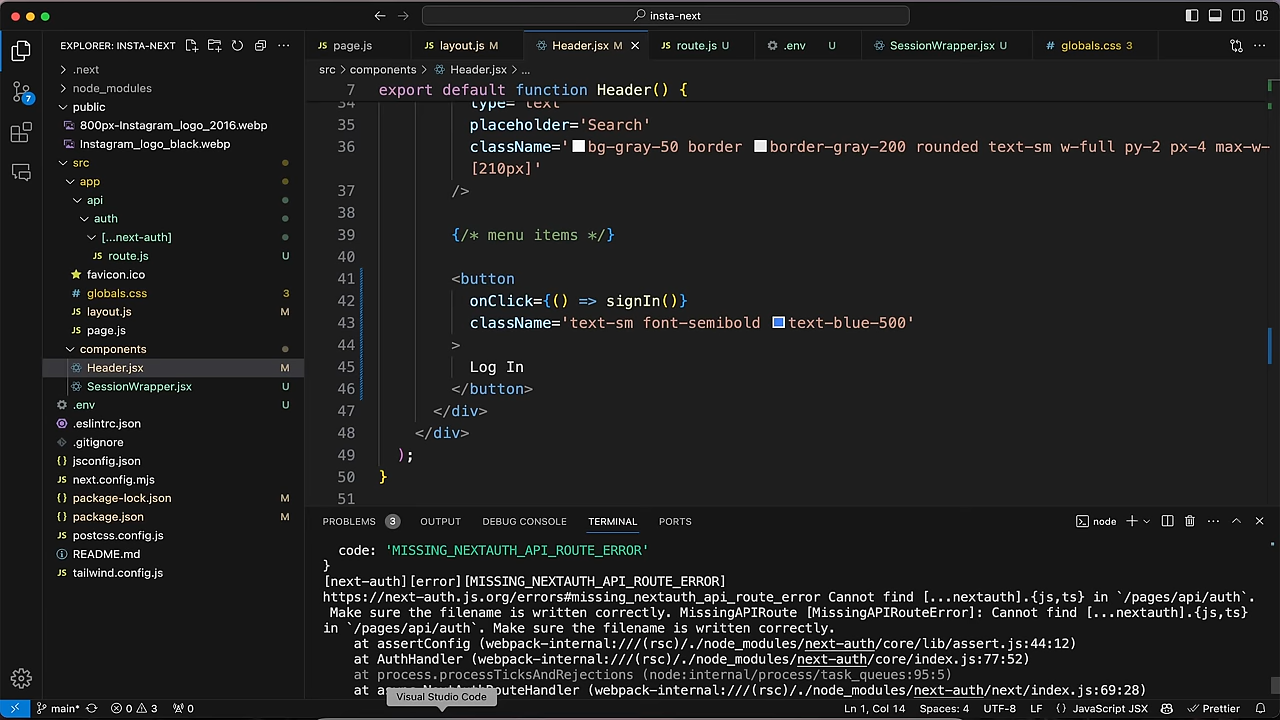 insta-next
EXPLORER: INSTA-NEXT
.next
node_modules
public
800px-Instagram_logo_2016.webp
Instagram_logo_black.webp
src
app
api
auth
[...next-auth]
route.js U
favicon.ico
globals.css 3
layout.js M
page.js
components
Header.jsx M
SessionWrapper.jsx U
.env U
.eslintrc.json
.gitignore
jsconfig.json
next.config.mjs
package-lock.json M
package.json M
postcss.config.js
README.md
tailwind.config.js
7
page.js layout.js M Header.jsx M route.js U .env U SessionWrapper.jsx U globals.css 3
src > components > Header.jsx > ...
7 export default function Header() {
34 type='text'
35 placeholder='Search'
36 className='bg-gray-50 border border-gray-200 rounded text-sm w-full py-2 px-4 max-w-
[210px]'
37 />
38
39 {/* menu items */}
40
41 <button
42 onClick={() => signIn()}
43 className='text-sm font-semibold text-blue-500'
44 >
45 Log In
46 </button>
47 </div>
48 </div>
49 );
50 }
51
PROBLEMS 3 OUTPUT DEBUG CONSOLE TERMINAL PORTS node
code: 'MISSING_NEXTAUTH_API_ROUTE_ERROR'
}
[next-auth][error][MISSING_NEXTAUTH_API_ROUTE_ERROR]
https://next-auth.js.org/errors#missing_nextauth_api_route_error Cannot find [...nextauth].{js,ts} in `/pages/api/auth`.
Make sure the filename is written correctly. MissingAPIRoute [MissingAPIRouteError]: Cannot find [...nextauth].{js,ts}
in `/pages/api/auth`. Make sure the filename is written correctly.
at assertConfig (webpack-internal:///(rsc)/./node_modules/next-auth/core/lib/assert.js:44:12)
at AuthHandler (webpack-internal:///(rsc)/./node_modules/next-auth/core/index.js:77:52)
at process.processTicksAndRejections (node:internal/process/task_queues:95:5)
at RouteHandler (webpack-internal:///(rsc)/./node_modules/next-auth/next/index.js:69:28)
Visual Studio Code
main* 0 3 0 Ln 1, Col 14 Spaces: 4 UTF-8 LF {} JavaScript JSX Prettier